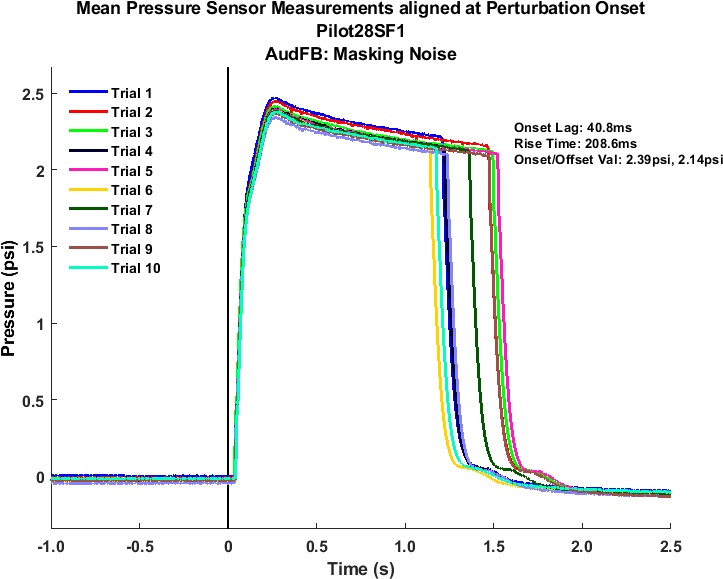 Mean Pressure Sensor Measurements aligned at Perturbation Onset
Pilot28SF1
AudFB: Masking Noise
Trial 1
Trial 2
Trial 3
Trial 4
Trial 5
Trial 6
Trial 7
Trial 8
Trial 9
Trial 10
Onset Lag: 40.8ms
Rise Time: 208.6ms
Onset/Offset Val: 2.39psi, 2.14psi
Pressure (psi)
2.5
2
1.5
1
0.5
0
-1.0 -0.5 0 0.5 1.0 1.5 2.0 2.5
Time (s)